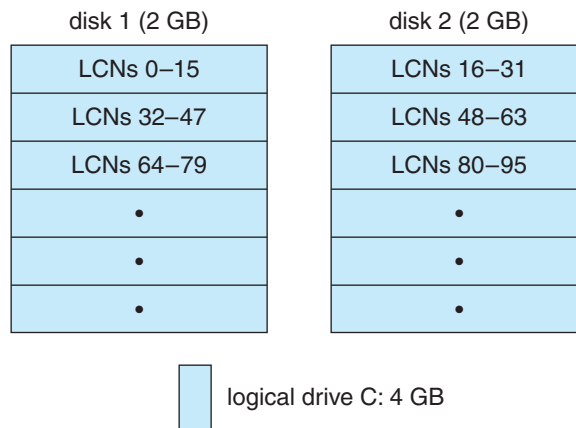 disk 1 (2 GB)
disk 2 (2 GB)
LCNs 0–15
LCNs 16–31
LCNs 32–47
LCNs 48–63
LCNs 64–79
LCNs 80–95
•
•
•
•
•
•
logical drive C: 4 GB